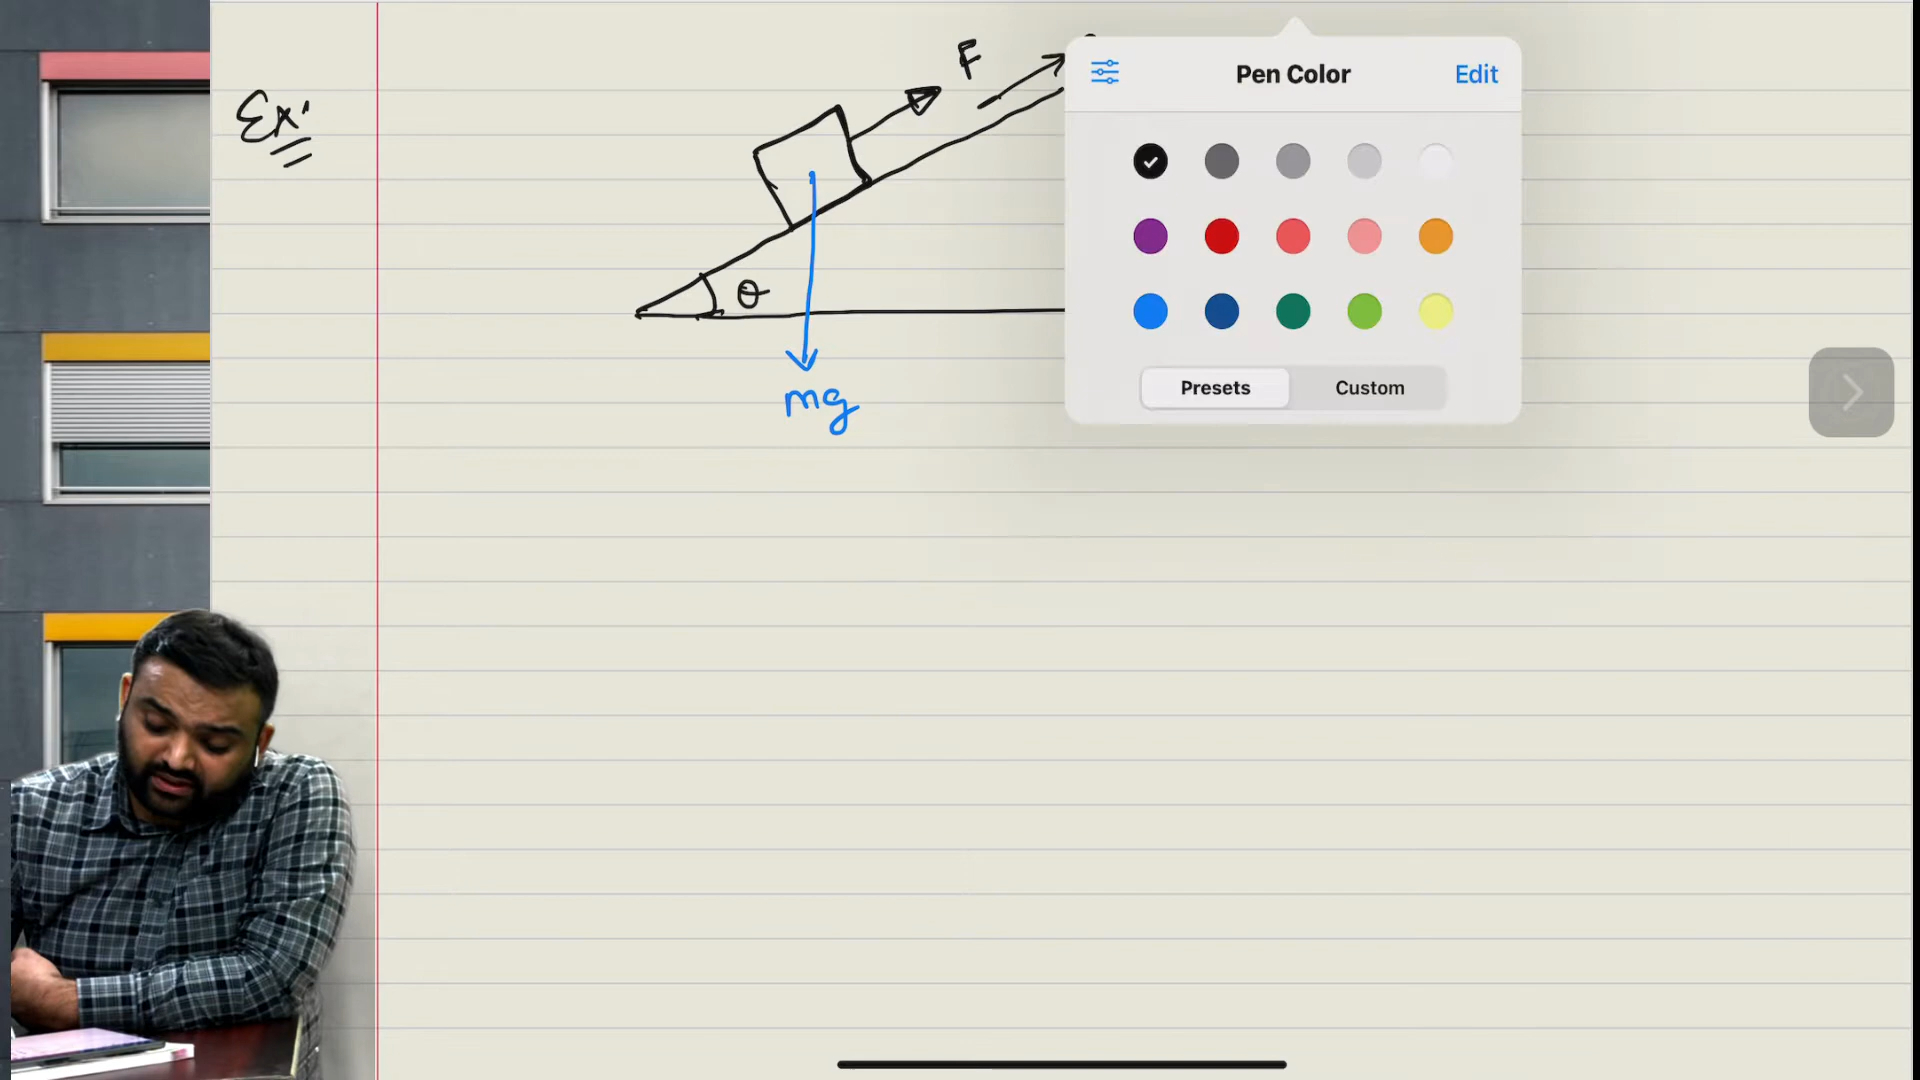 Ex:
F
θ
mg
Pen Color
Edit
Presets
Custom